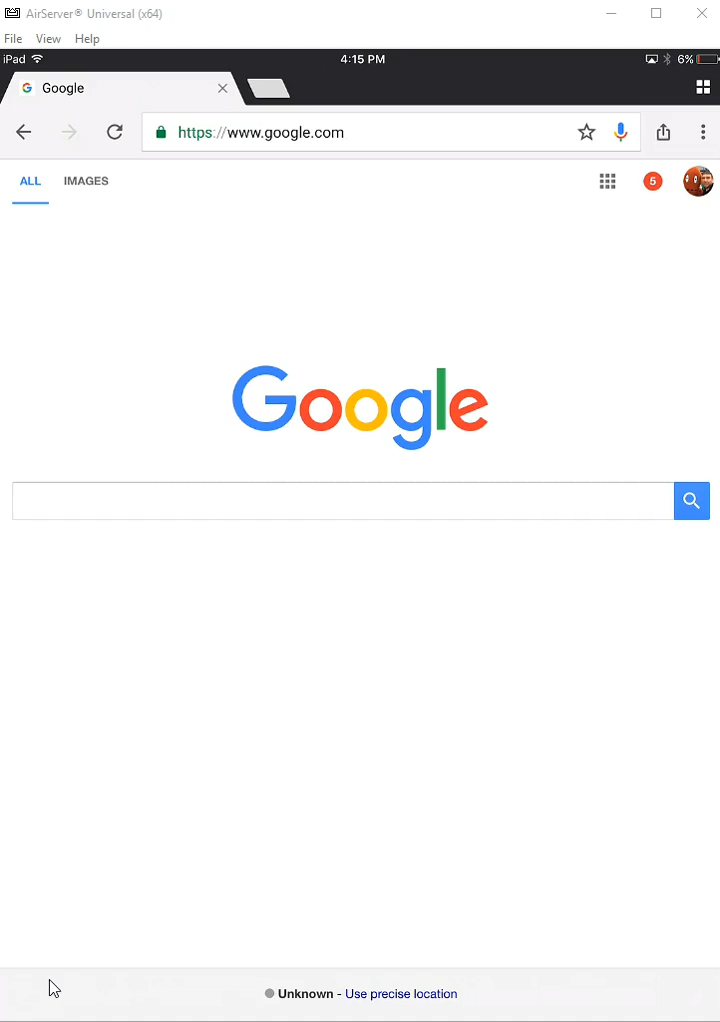 AirServer® Universal (x64)
File View Help
iPad 4:15 PM 6%
Google
https://www.google.com
ALL IMAGES 5
Google
Unknown - Use precise location